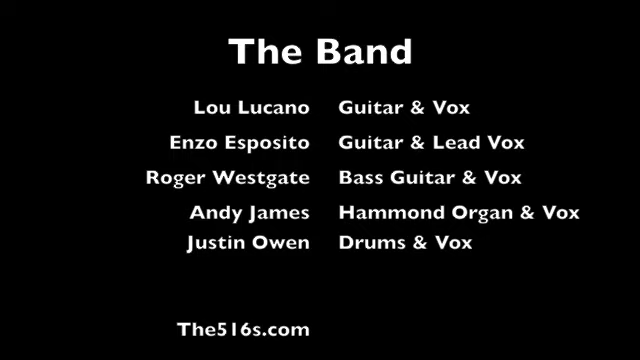 The Band
Lou Lucano Guitar & Vox
Enzo Esposito Guitar & Lead Vox
Roger Westgate Bass Guitar & Vox
Andy James Hammond Organ & Vox
Justin Owen Drums & Vox
The516s.com